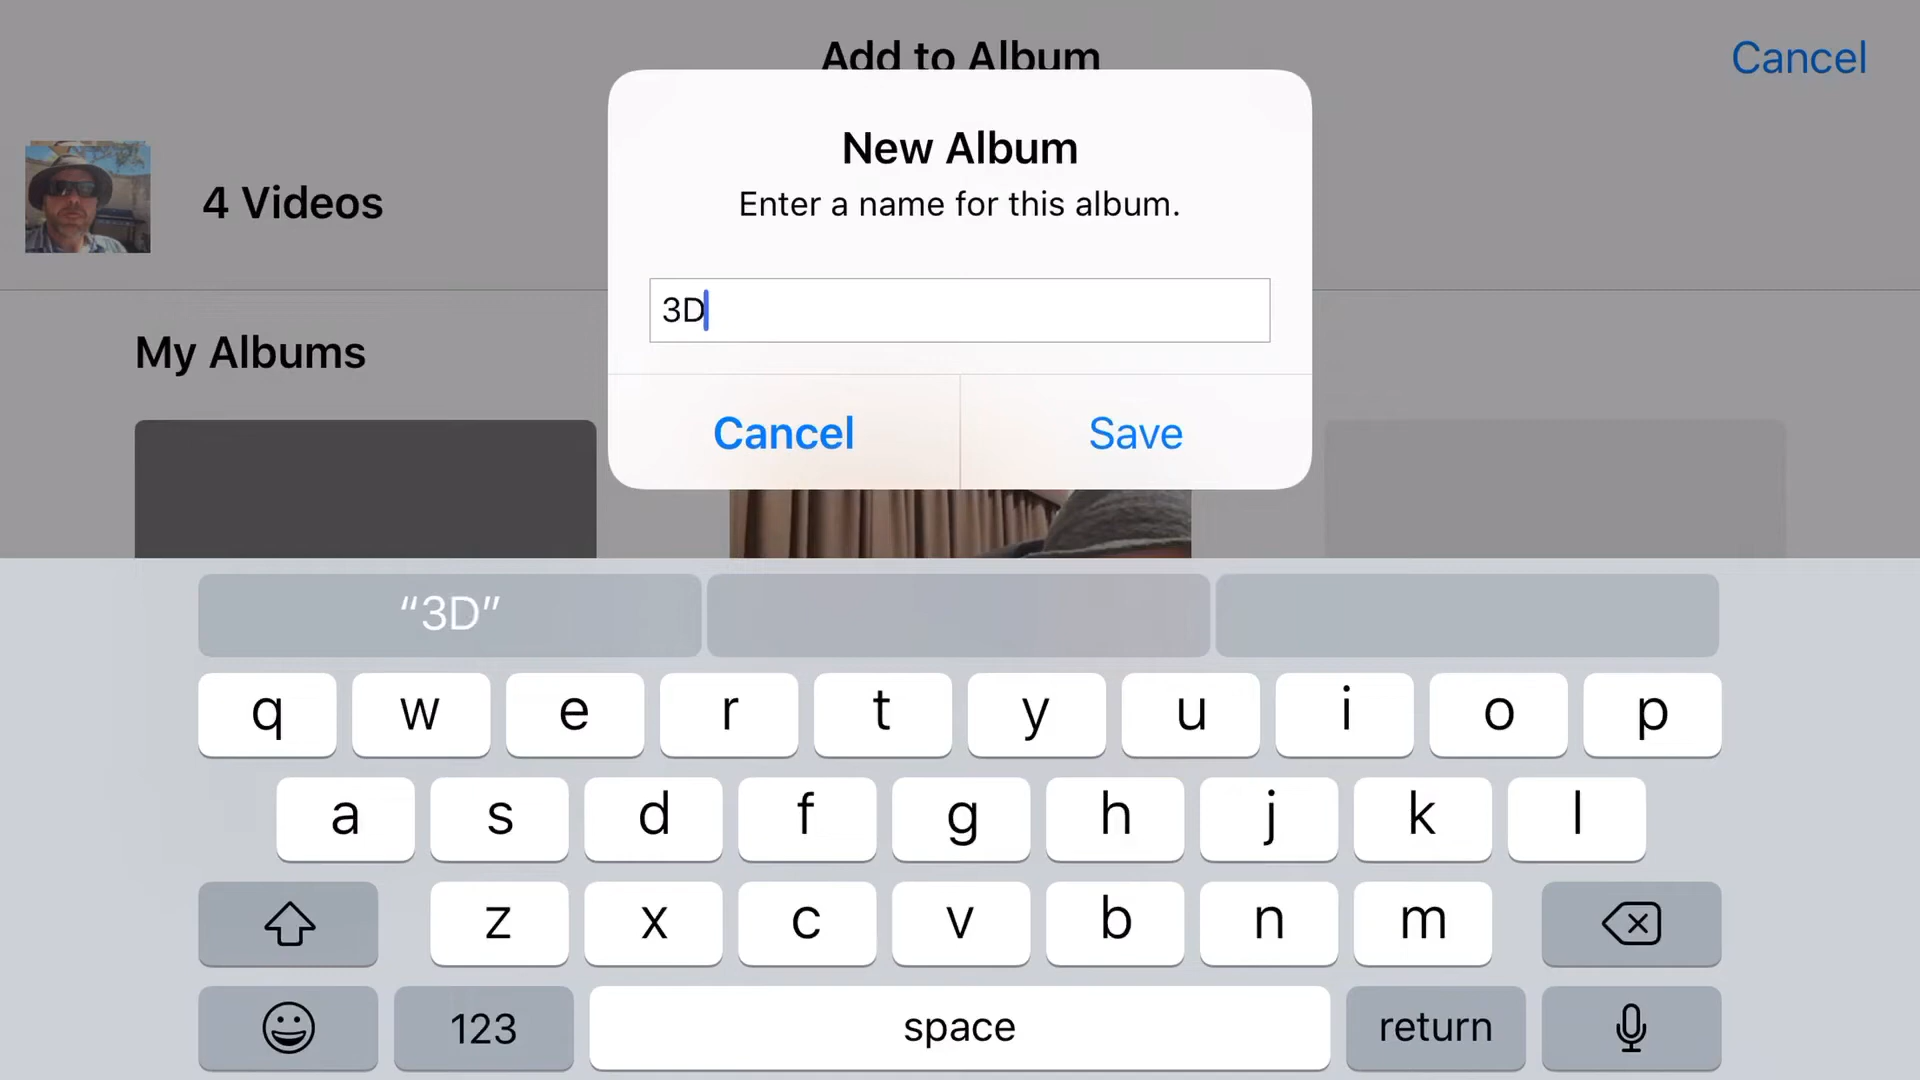 Add to Album
Cancel
New Album
Enter a name for this album.
4 Videos
3D
My Albums
Cancel
Save
“3D”
q w e r t y u i o p
a s d f g h j k l
z x c v b n m
123
space
return